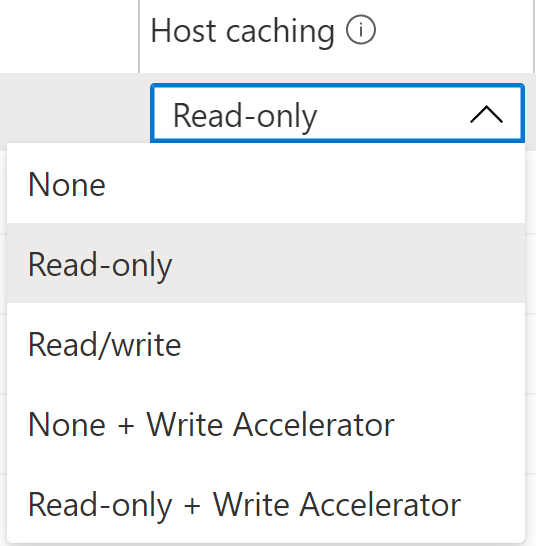 Host caching
Read-only
None
Read-only
Read/write
None + Write Accelerator
Read-only + Write Accelerator